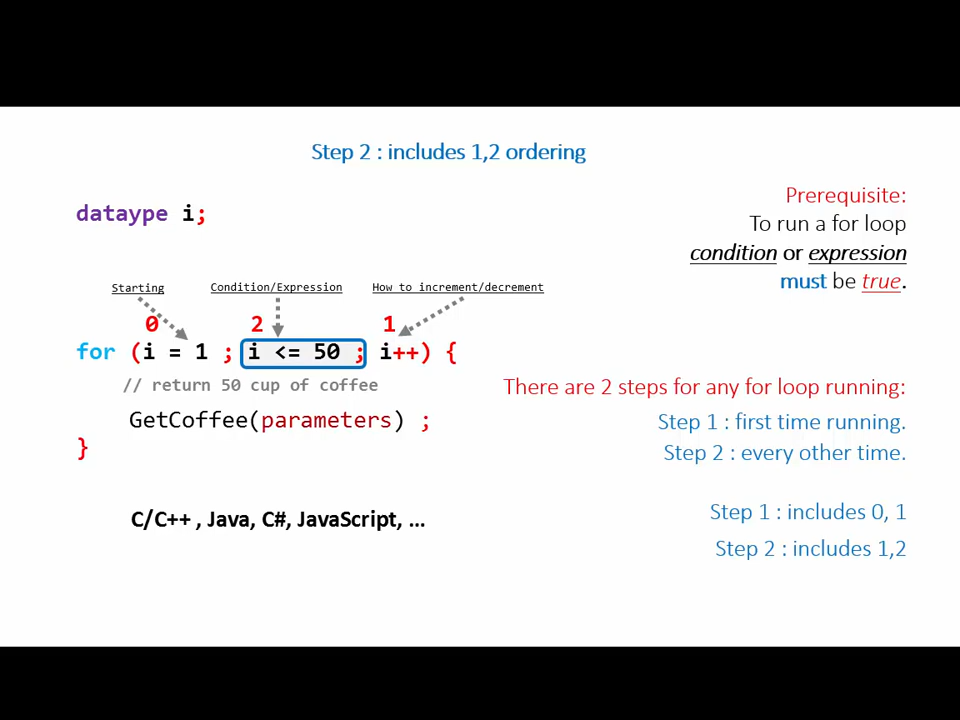 Step 2 : includes 1,2 ordering
Prerequisite:
To run a for loop
condition or expression
must be true.
dataype i;
Starting
Condition/Expression
How to increment/decrement
0 2 1
for (i = 1 ; i <= 50 ; i++) {
// return 50 cup of coffee
GetCoffee(parameters) ;
}
There are 2 steps for any for loop running:
Step 1 : first time running.
Step 2 : every other time.
Step 1 : includes 0, 1
Step 2 : includes 1,2
C/C++ , Java, C#, JavaScript, ...